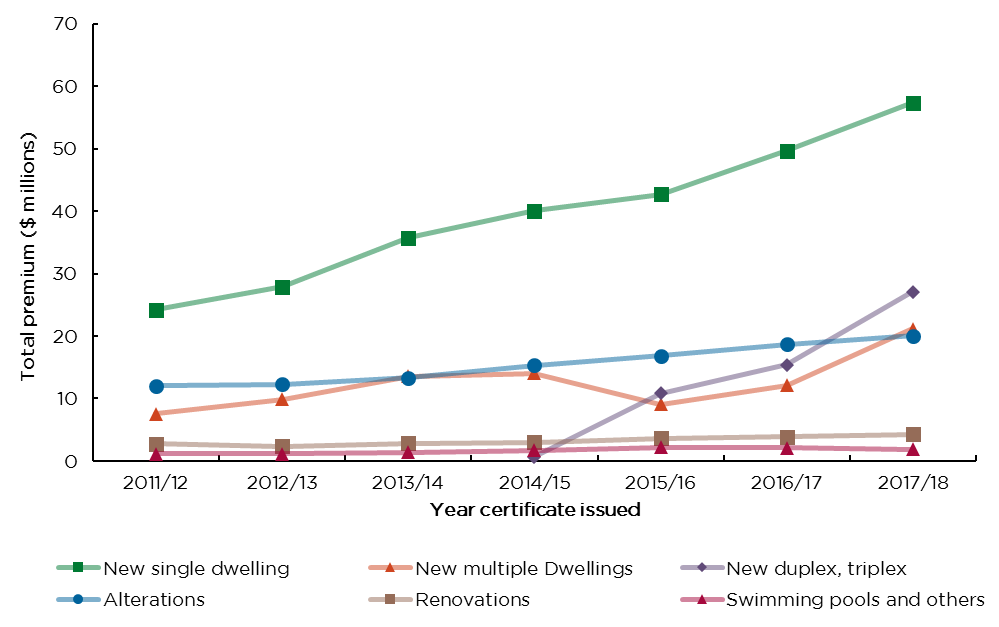 70
60
50
40
30
20
10
0
Total premium ($ millions)
2011/12 2012/13 2013/14 2014/15 2015/16 2016/17 2017/18
Year certificate issued
New single dwelling New multiple Dwellings New duplex, triplex
Alterations Renovations Swimming pools and others